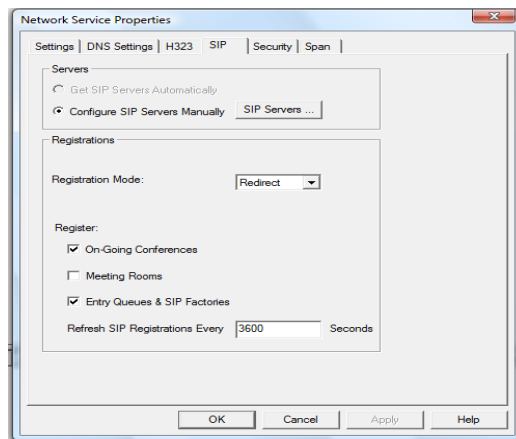 Network Service Properties
Settings DNS Settings H323 SIP Security Span
Servers
Get SIP Servers Automatically
Configure SIP Servers Manually SIP Servers ...
Registrations
Registration Mode: Redirect
Register:
On-Going Conferences
Meeting Rooms
Entry Queues & SIP Factories
Refresh SIP Registrations Every 3600 Seconds
OK Cancel Apply Help